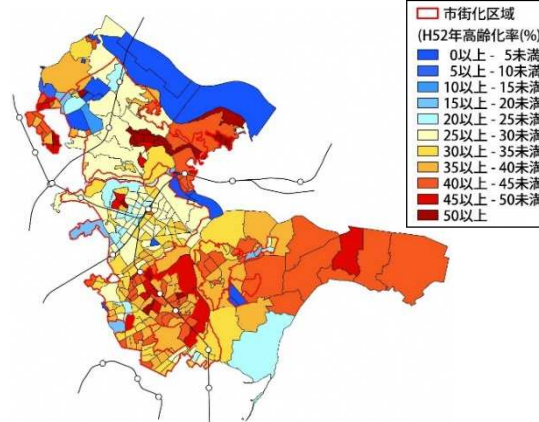 市街化区域
(H52年高齢化率(%)
0以上 - 5未満
5以上 - 10未満
10以上 - 15未満
15以上 - 20未満
20以上 - 25未満
25以上 - 30未満
30以上 - 35未満
35以上 - 40未満
40以上 - 45未満
45以上 - 50未満
50以上